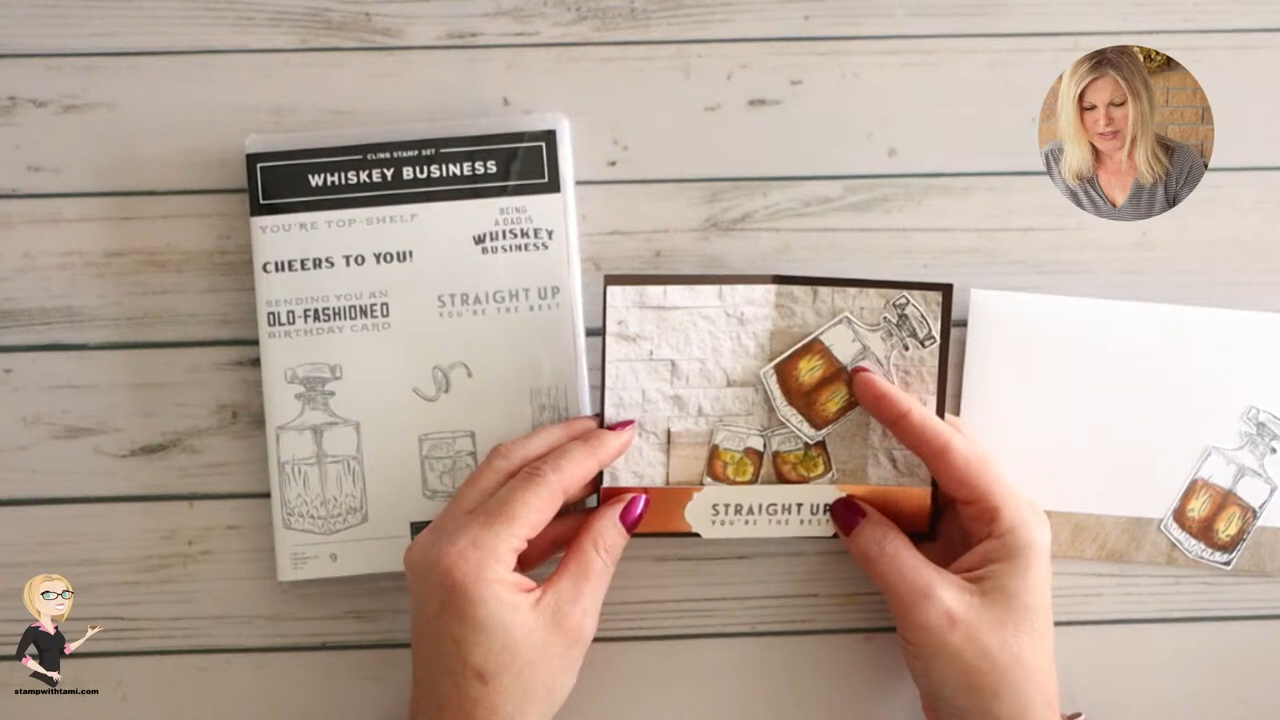 CLING STAMP SET
WHISKEY BUSINESS
YOU'RE TOP-SHELF
BEING
A DAD IS
WHISKEY
BUSINESS
CHEERS TO YOU!
SENDING YOU AN
OLD-FASHIONED
BIRTHDAY CARD
STRAIGHT UP
YOU'RE THE BEST
9
STRAIGHT UP
YOU'RE THE BEST
stampwithtami.com